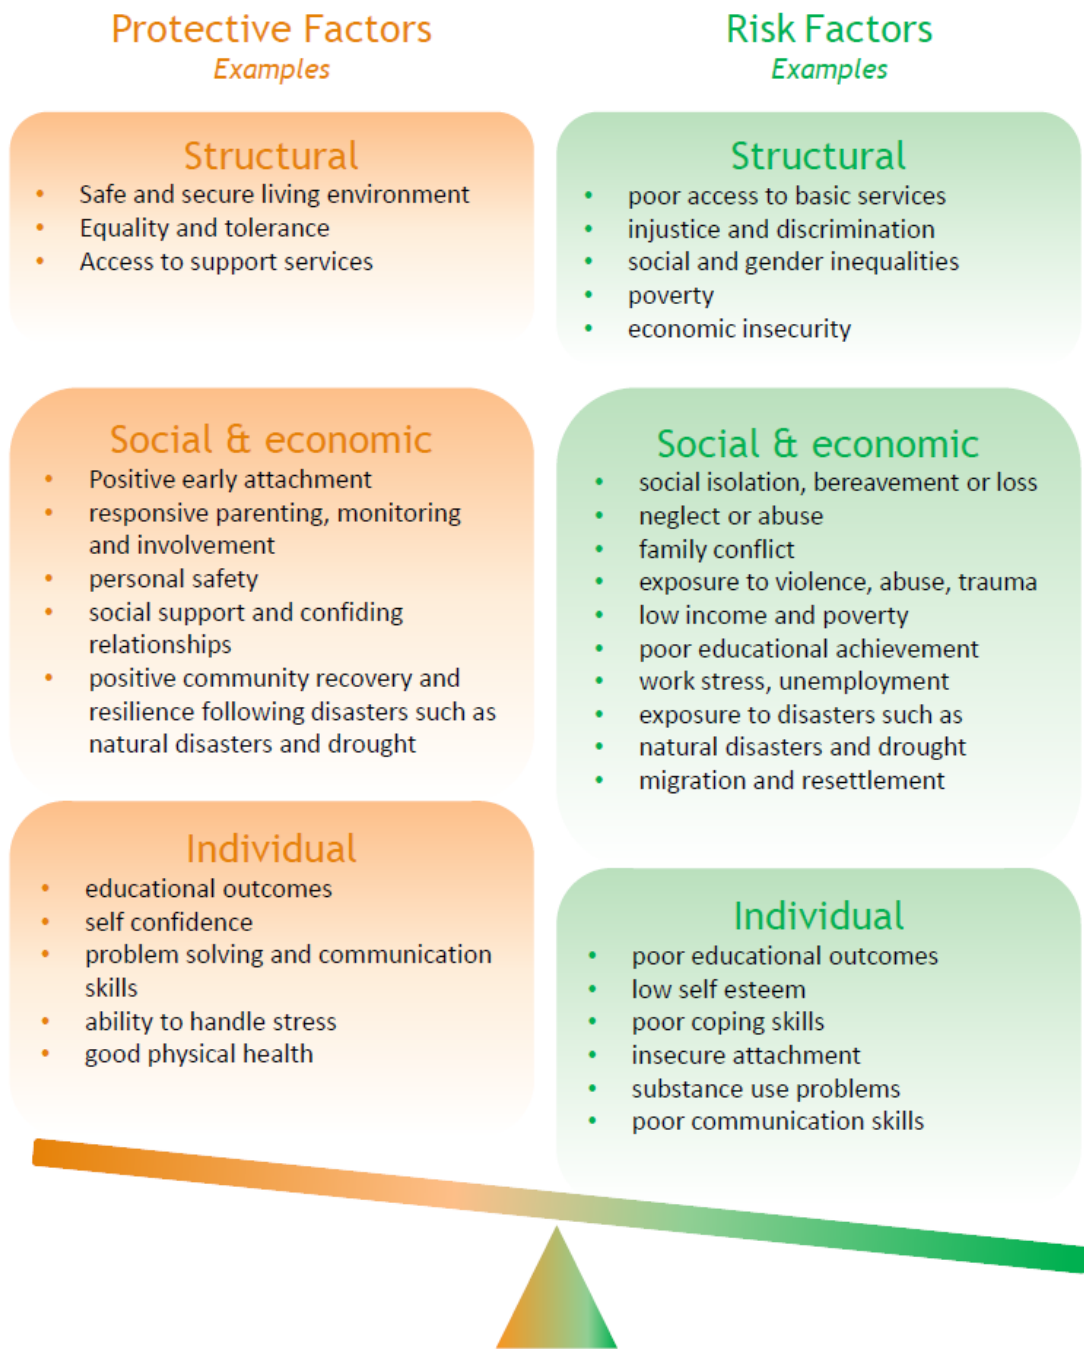 Protective Factors
Examples
Structural
• Safe and secure living environment
• Equality and tolerance
• Access to support services
Social & economic
• Positive early attachment
• responsive parenting, monitoring
and involvement
• personal safety
• social support and confiding
relationships
• positive community recovery and
resilience following disasters such as
natural disasters and drought
Individual
• educational outcomes
• self confidence
• problem solving and communication
skills
• ability to handle stress
• good physical health
Risk Factors
Examples
Structural
• poor access to basic services
• injustice and discrimination
• social and gender inequalities
• poverty
• economic insecurity
Social & economic
• social isolation, bereavement or loss
• neglect or abuse
• family conflict
• exposure to violence, abuse, trauma
• low income and poverty
• poor educational achievement
• work stress, unemployment
• exposure to disasters such as
• natural disasters and drought
• migration and resettlement
Individual
• poor educational outcomes
• low self esteem
• poor coping skills
• insecure attachment
• substance use problems
• poor communication skills